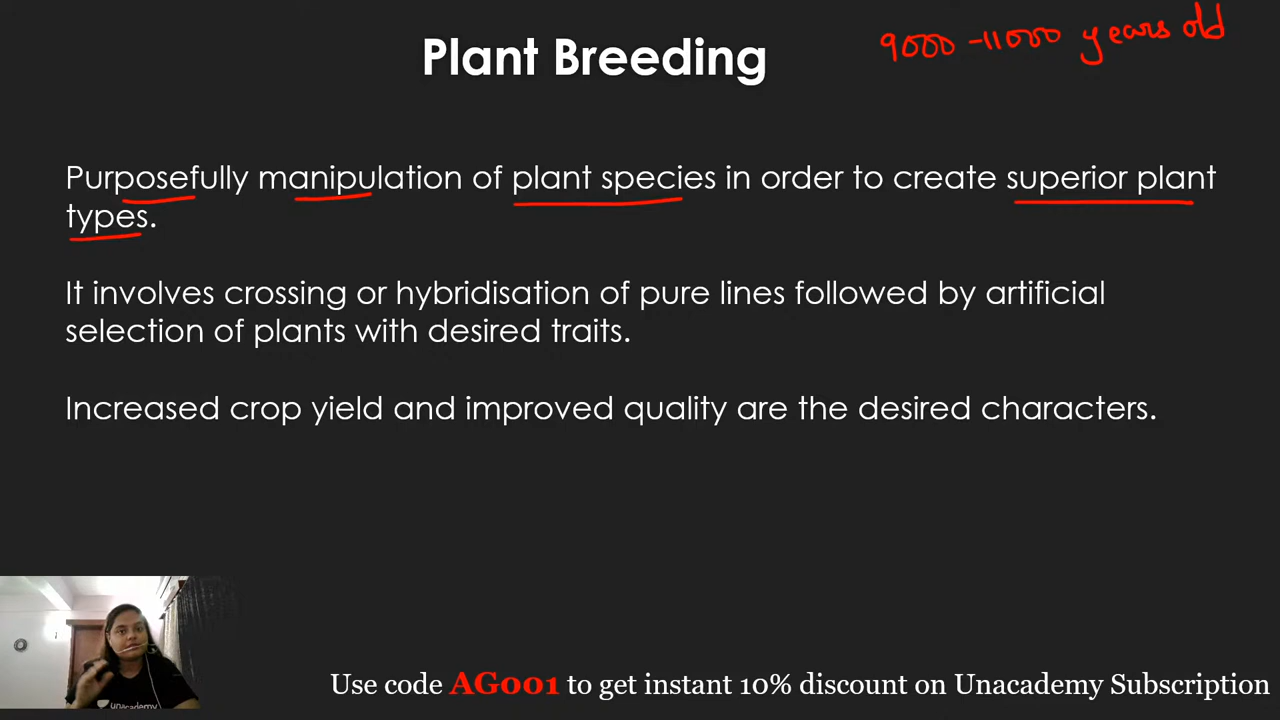 9000 - 11000 years old
Plant Breeding
Purposefully manipulation of plant species in order to create superior plant
types.
It involves crossing or hybridisation of pure lines followed by artificial
selection of plants with desired traits.
Increased crop yield and improved quality are the desired characters.
unacademy
Use code AG001 to get instant 10% discount on Unacademy Subscription